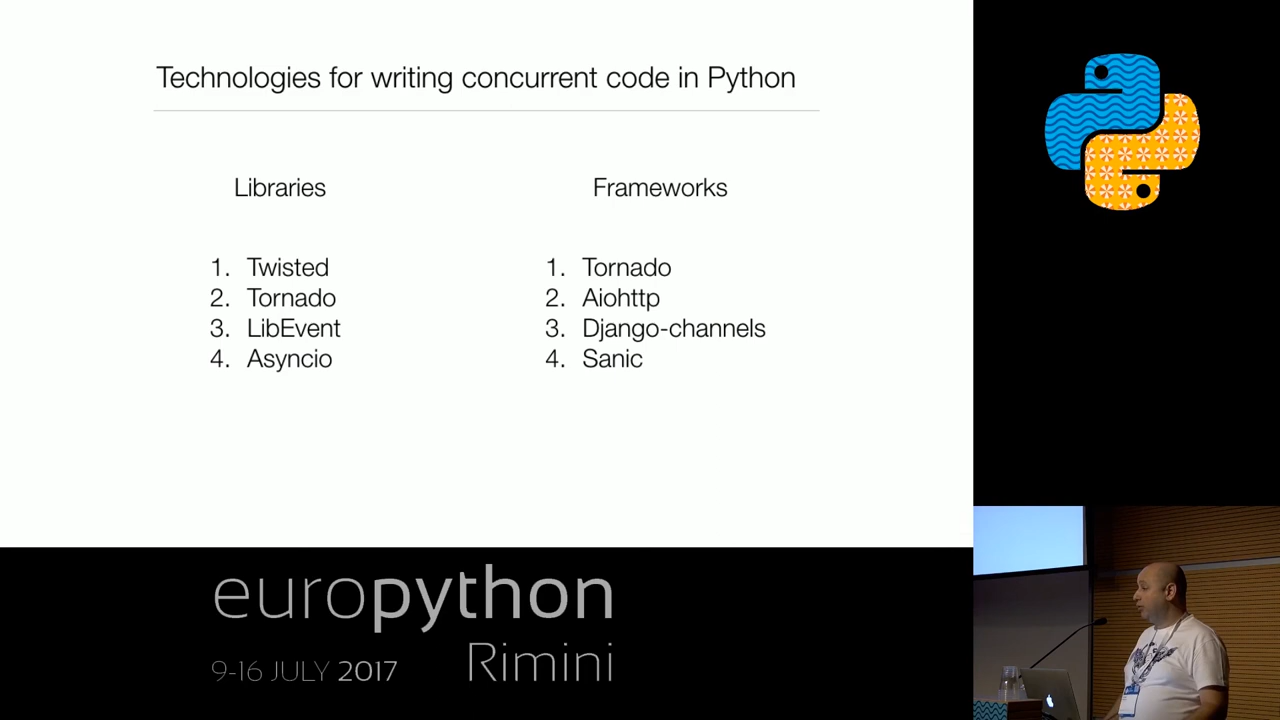 Technologies for writing concurrent code in Python
Libraries
1. Twisted
2. Tornado
3. LibEvent
4. Asyncio
Frameworks
1. Tornado
2. Aiohttp
3. Django-channels
4. Sanic
europython
9-16 JULY 2017 Rimini